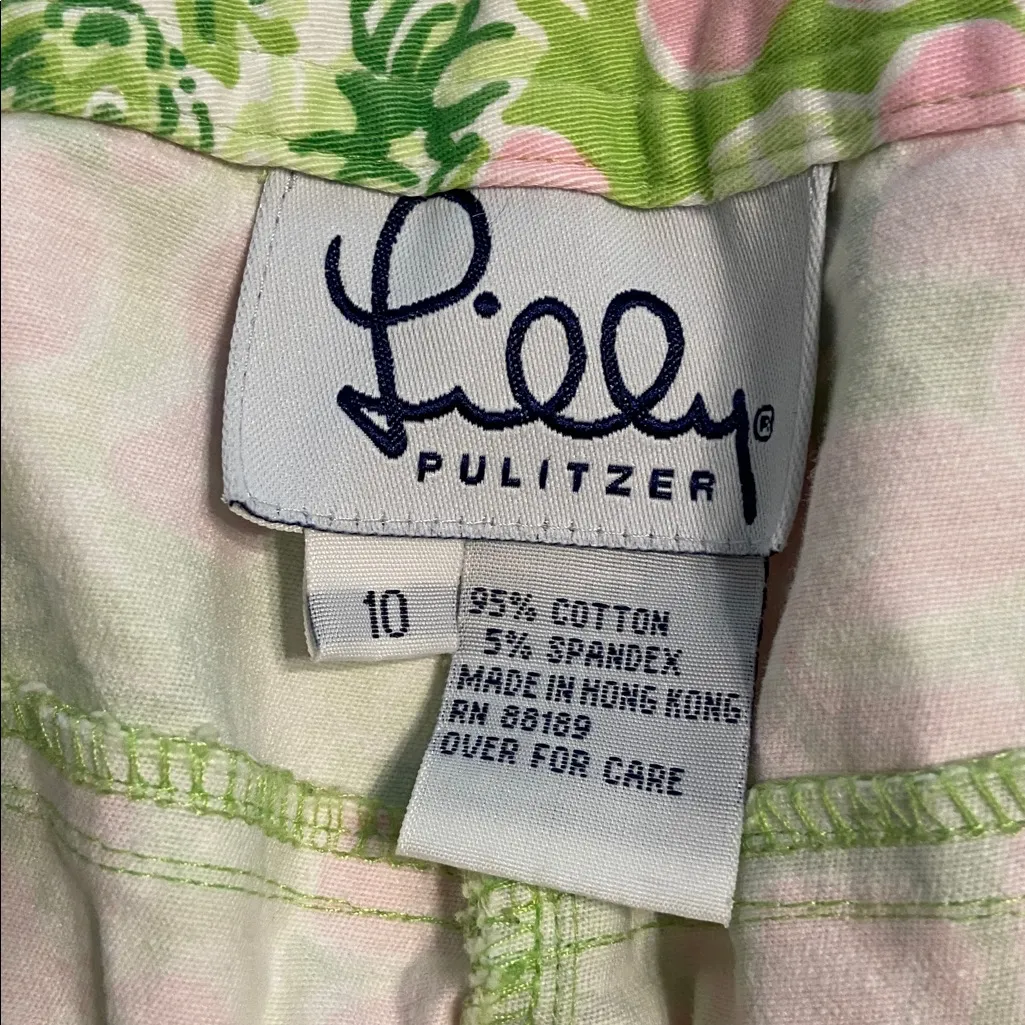 Lilly®
PULITZER
10
95% COTTON
5% SPANDEX
MADE IN HONG KONG
RN 88189
OVER FOR CARE